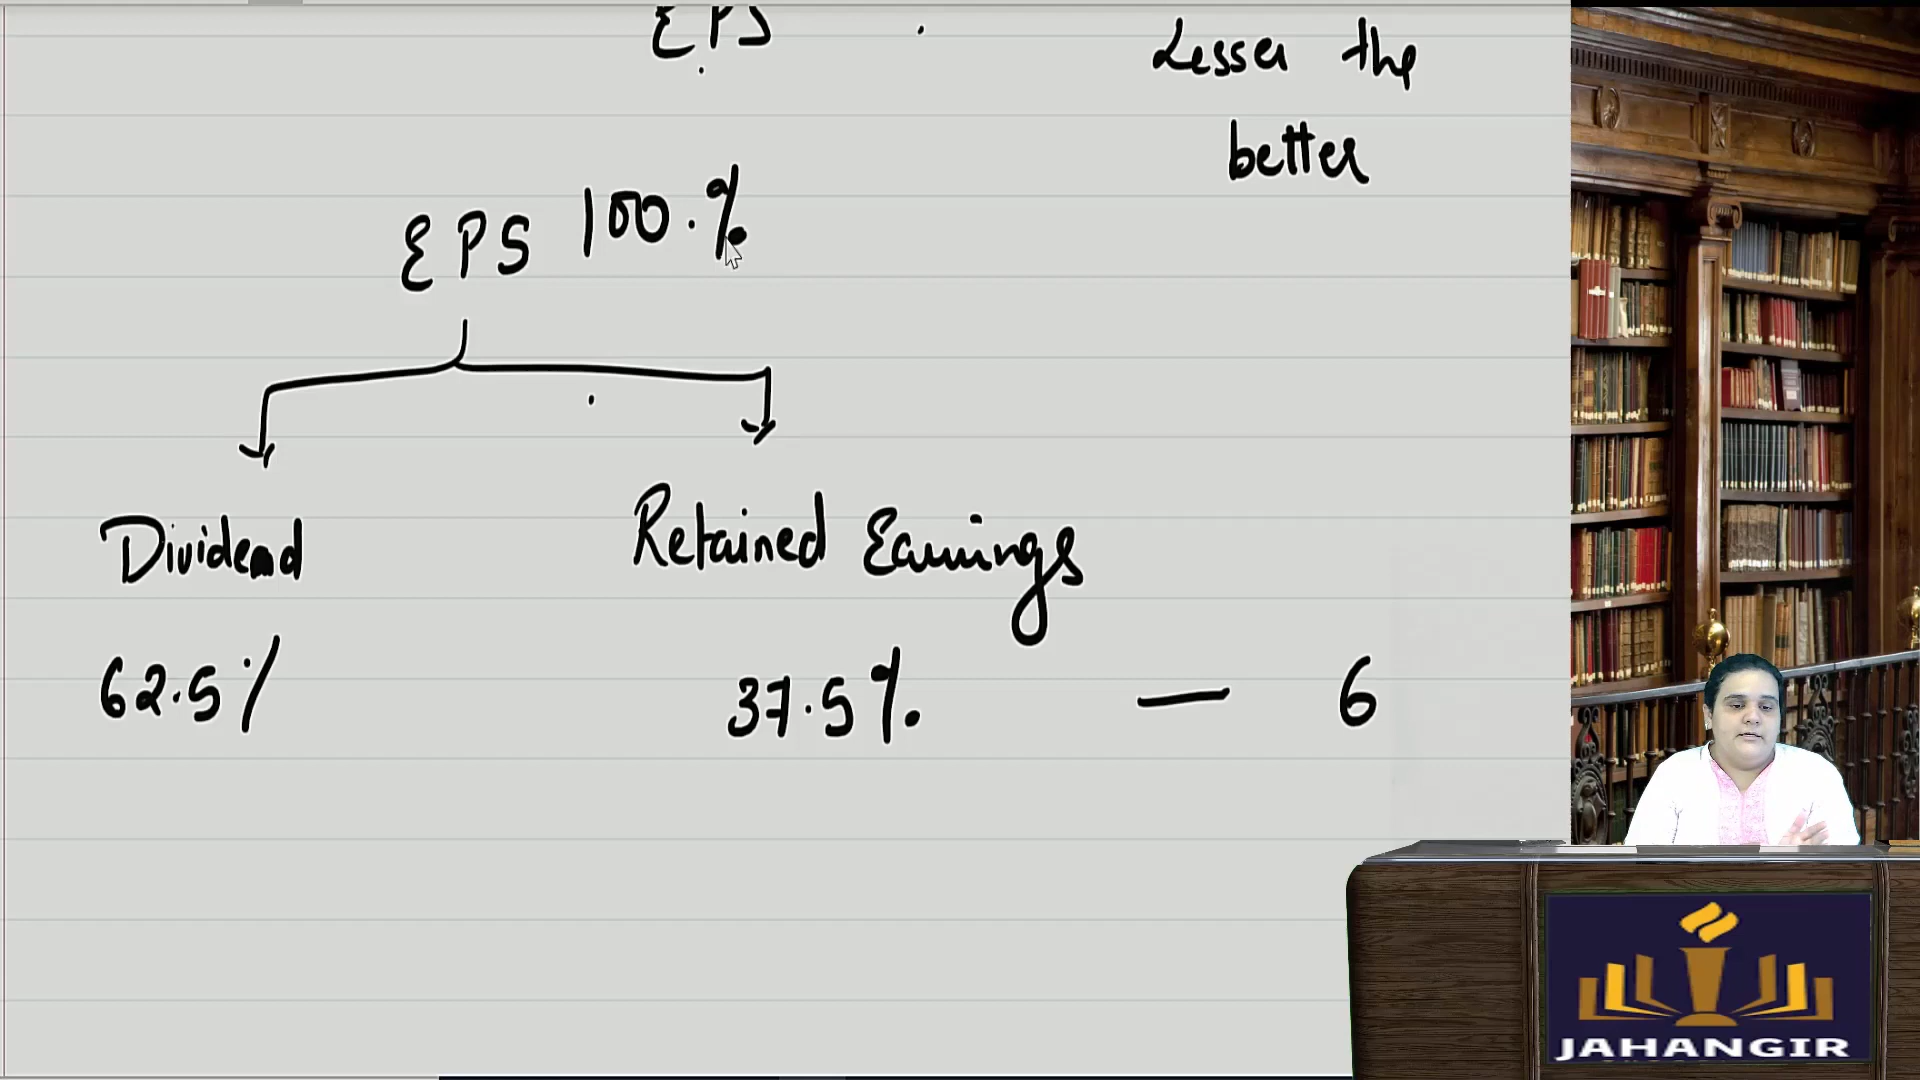 EPS
Lesser the
better
EPS 100.%
Dividend
Retained Earnings
62.5%
37.5% — 6
JAHANGIR